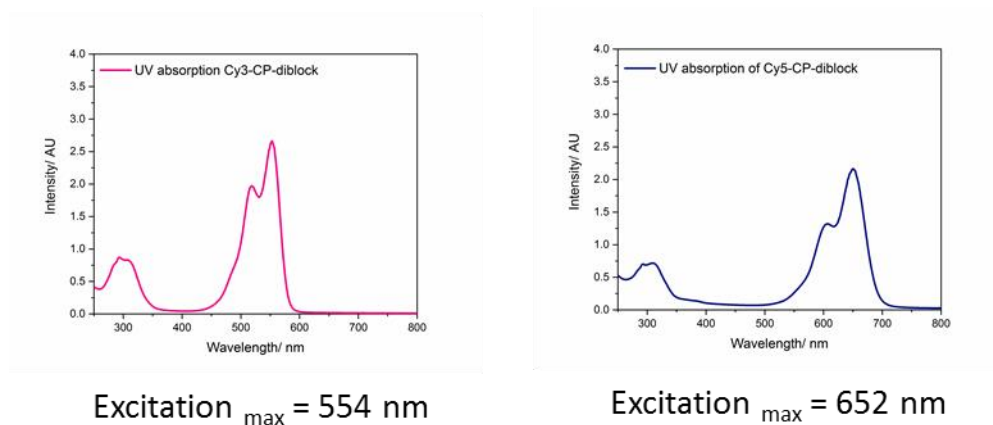 UV absorption Cy3-CP-diblock
4.0
3.5
3.0
2.5
2.0
1.5
1.0
0.5
0.0
Intensity/ AU
300 400 500 600 700 800
Wavelength/ nm
Excitation max = 554 nm
UV absorption of Cy5-CP-diblock
4.0
3.5
3.0
2.5
2.0
1.5
1.0
0.5
0.0
Intensity/ AU
300 400 500 600 700 800
Wavelength/ nm
Excitation max = 652 nm